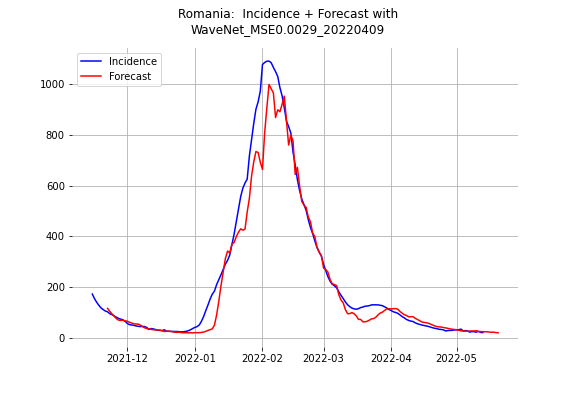 Romania:  Incidence + Forecast with
WaveNet_MSE0.0029_20220409
Incidence
Forecast
1000
800
600
400
200
0
2021-12 2022-01 2022-02 2022-03 2022-04 2022-05